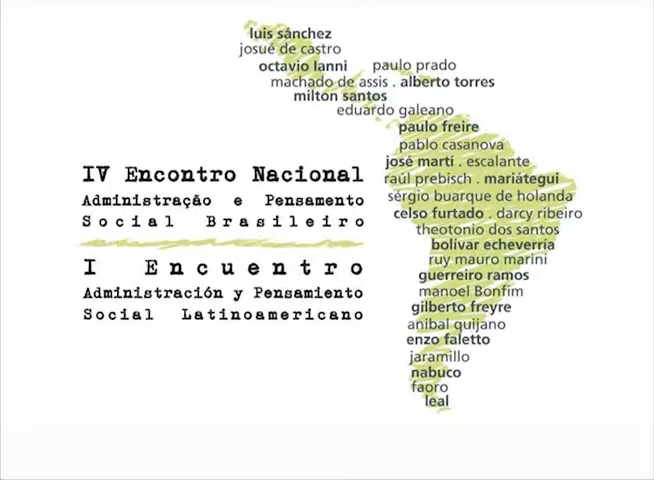 IV Encontro Nacional
Administração e Pensamento
Social Brasileiro
I Encuentro
Administración y Pensamiento
Social Latinoamericano
luis sánchez
josué de castro
octavio Ianni paulo prado
machado de assis . alberto torres
milton santos
eduardo galeano
paulo freire
pablo casanova
josé martí . escalante
raúl prebisch . mariátegui
sérgio buarque de holanda
celso furtado . darcy ribeiro
theotonio dos santos
bolívar echeverría
ruy mauro marini
guerreiro ramos
manoel Bonfim
gilberto freyre
anibal quijano
enzo faletto
jaramillo
nabuco
faoro
leal